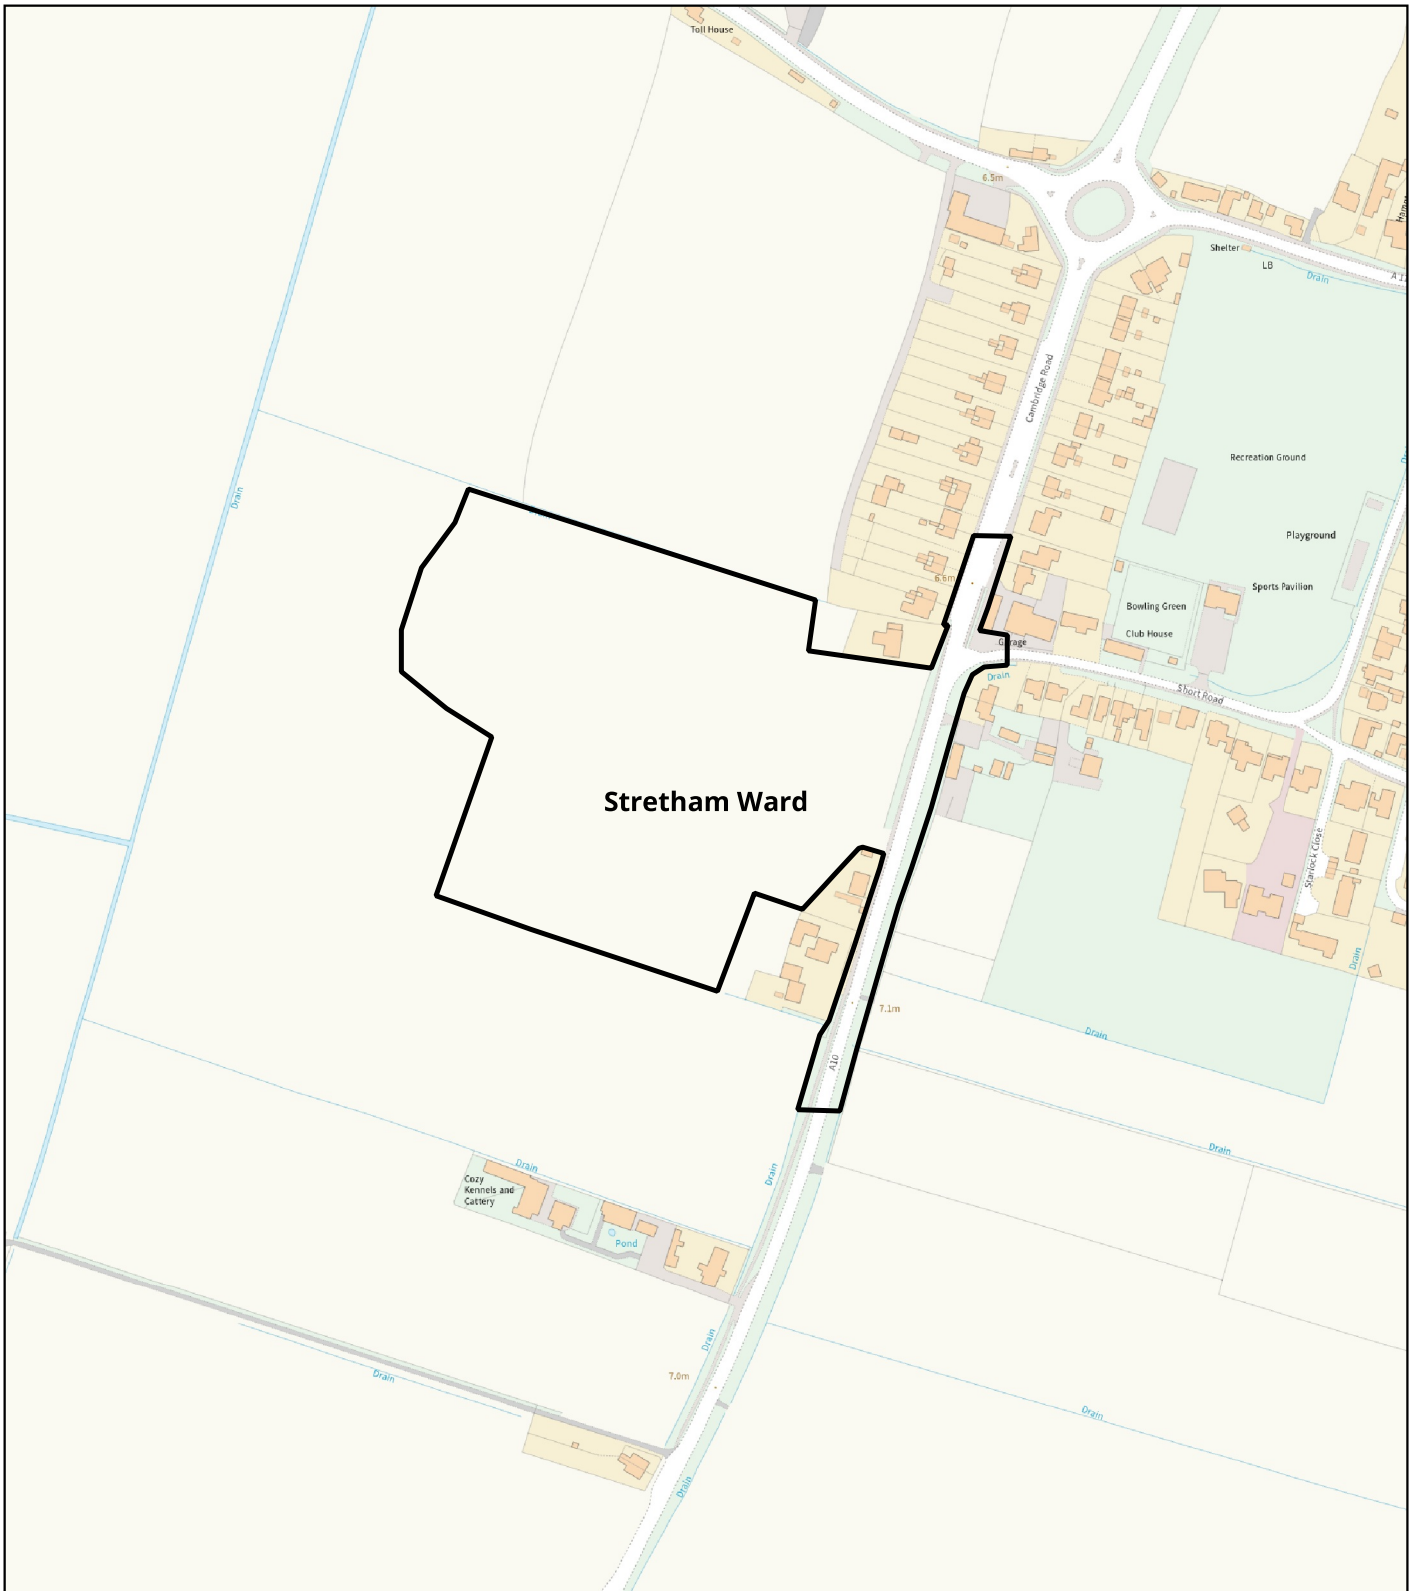 Toll House
6.5m
Shelter
LB
Drain
A 1
Cambridge Road
Drain
Recreation Ground
Playground
Sports Pavilion
6.6m
Bowling Green
Club House
Garage
Drain
Short Road
Stretham Ward
Starlock Close
Drain
7.1m
Drain
A10
Drain
Drain
Drain
Cozy
Kennels and
Cattery
Pond
Drain
7.0m
Drain
Drain
Drain